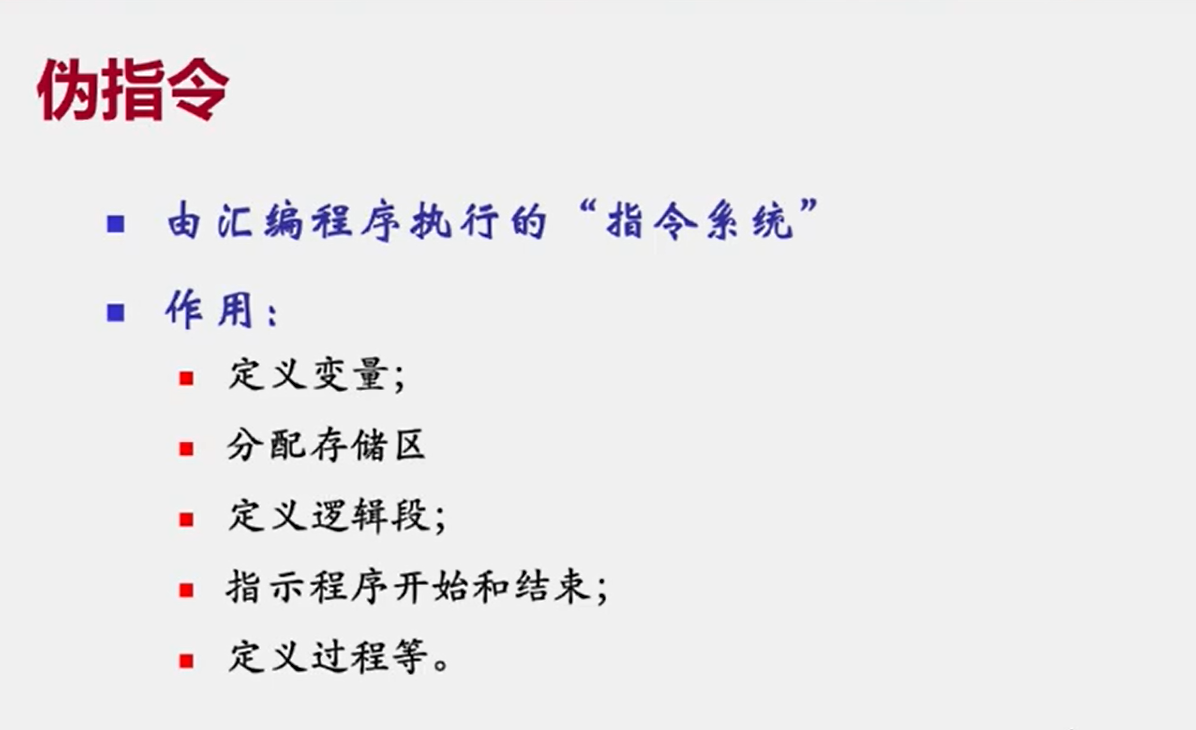 伪指令
由汇编程序执行的“指令系统”
作用：
定义变量；
分配存储区
定义逻辑段；
指示程序开始和结束；
定义过程等。